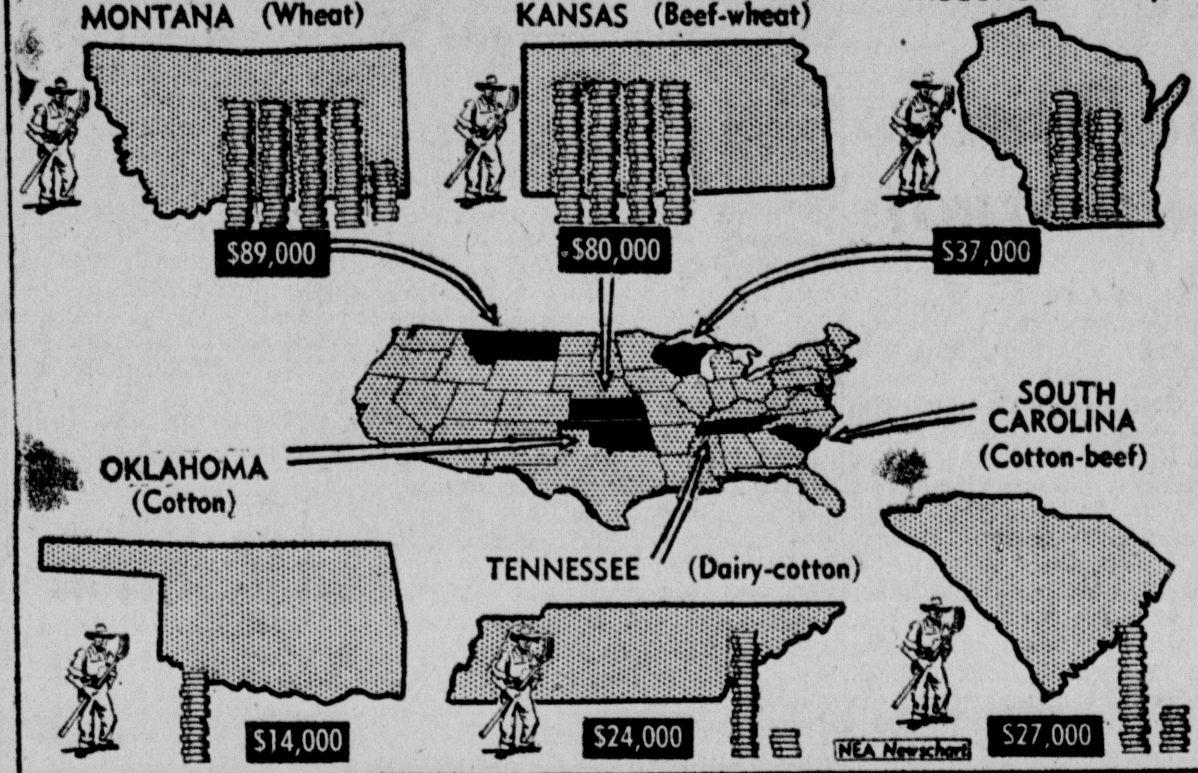 MONTANA (Wheat)
KANSAS (Beef-wheat)
$89,000
$80,000
$37,000
SOUTH
CAROLINA
(Cotton-beef)
OKLAHOMA
(Cotton)
TENNESSEE (Dairy-cotton)
$14,000
$24,000
NEA Newschart
$27,000